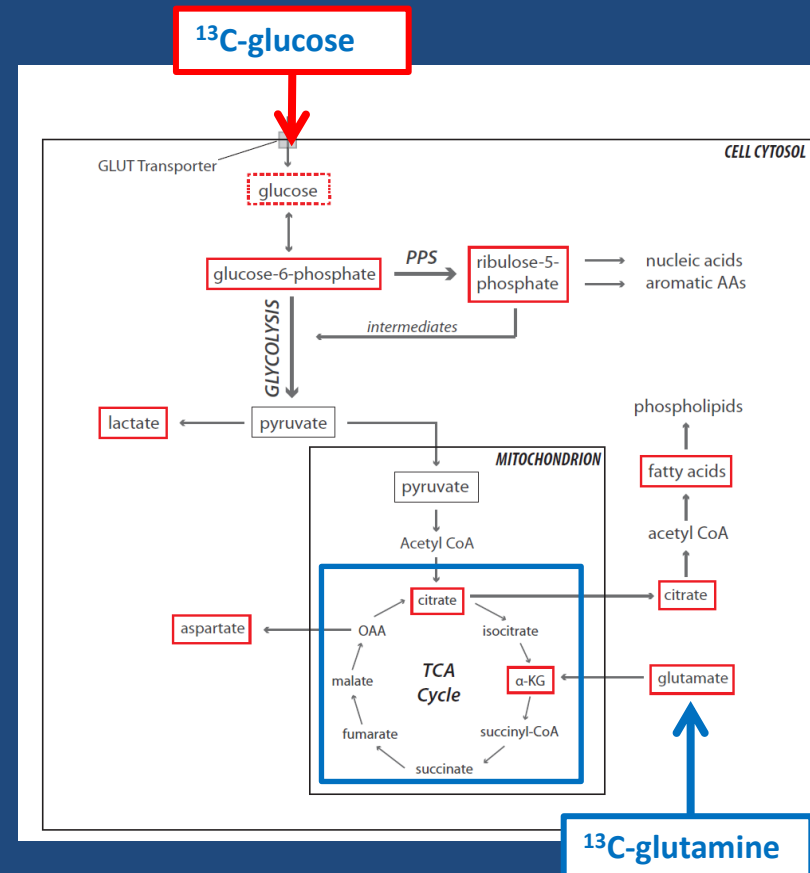 ¹³C-glucose
CELL CYTOSOL
GLUT Transporter
glucose
glucose-6-phosphate
PPS
ribulose-5-
phosphate
nucleic acids
aromatic AAs
intermediates
GLYCOLYSIS
lactate
pyruvate
phospholipids
MITOCHONDRION
fatty acids
pyruvate
acetyl CoA
Acetyl CoA
citrate
citrate
aspartate
OAA
isocitrate
TCA
Cycle
malate
α-KG
glutamate
fumarate
succinyl-CoA
succinate
¹³C-glutamine